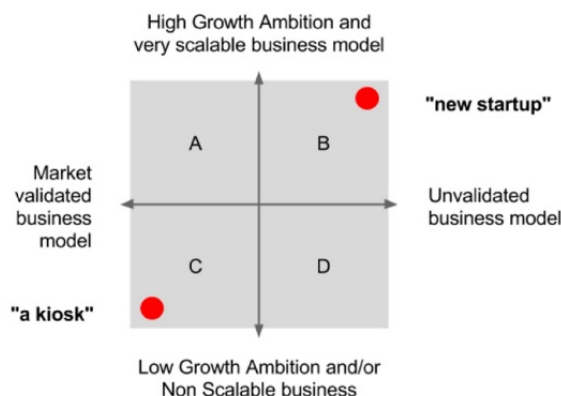 High Growth Ambition and
very scalable business model
"new startup"
A
B
Market
validated
business
model
Unvalidated
business model
C
D
"a kiosk"
Low Growth Ambition and/or
Non Scalable business